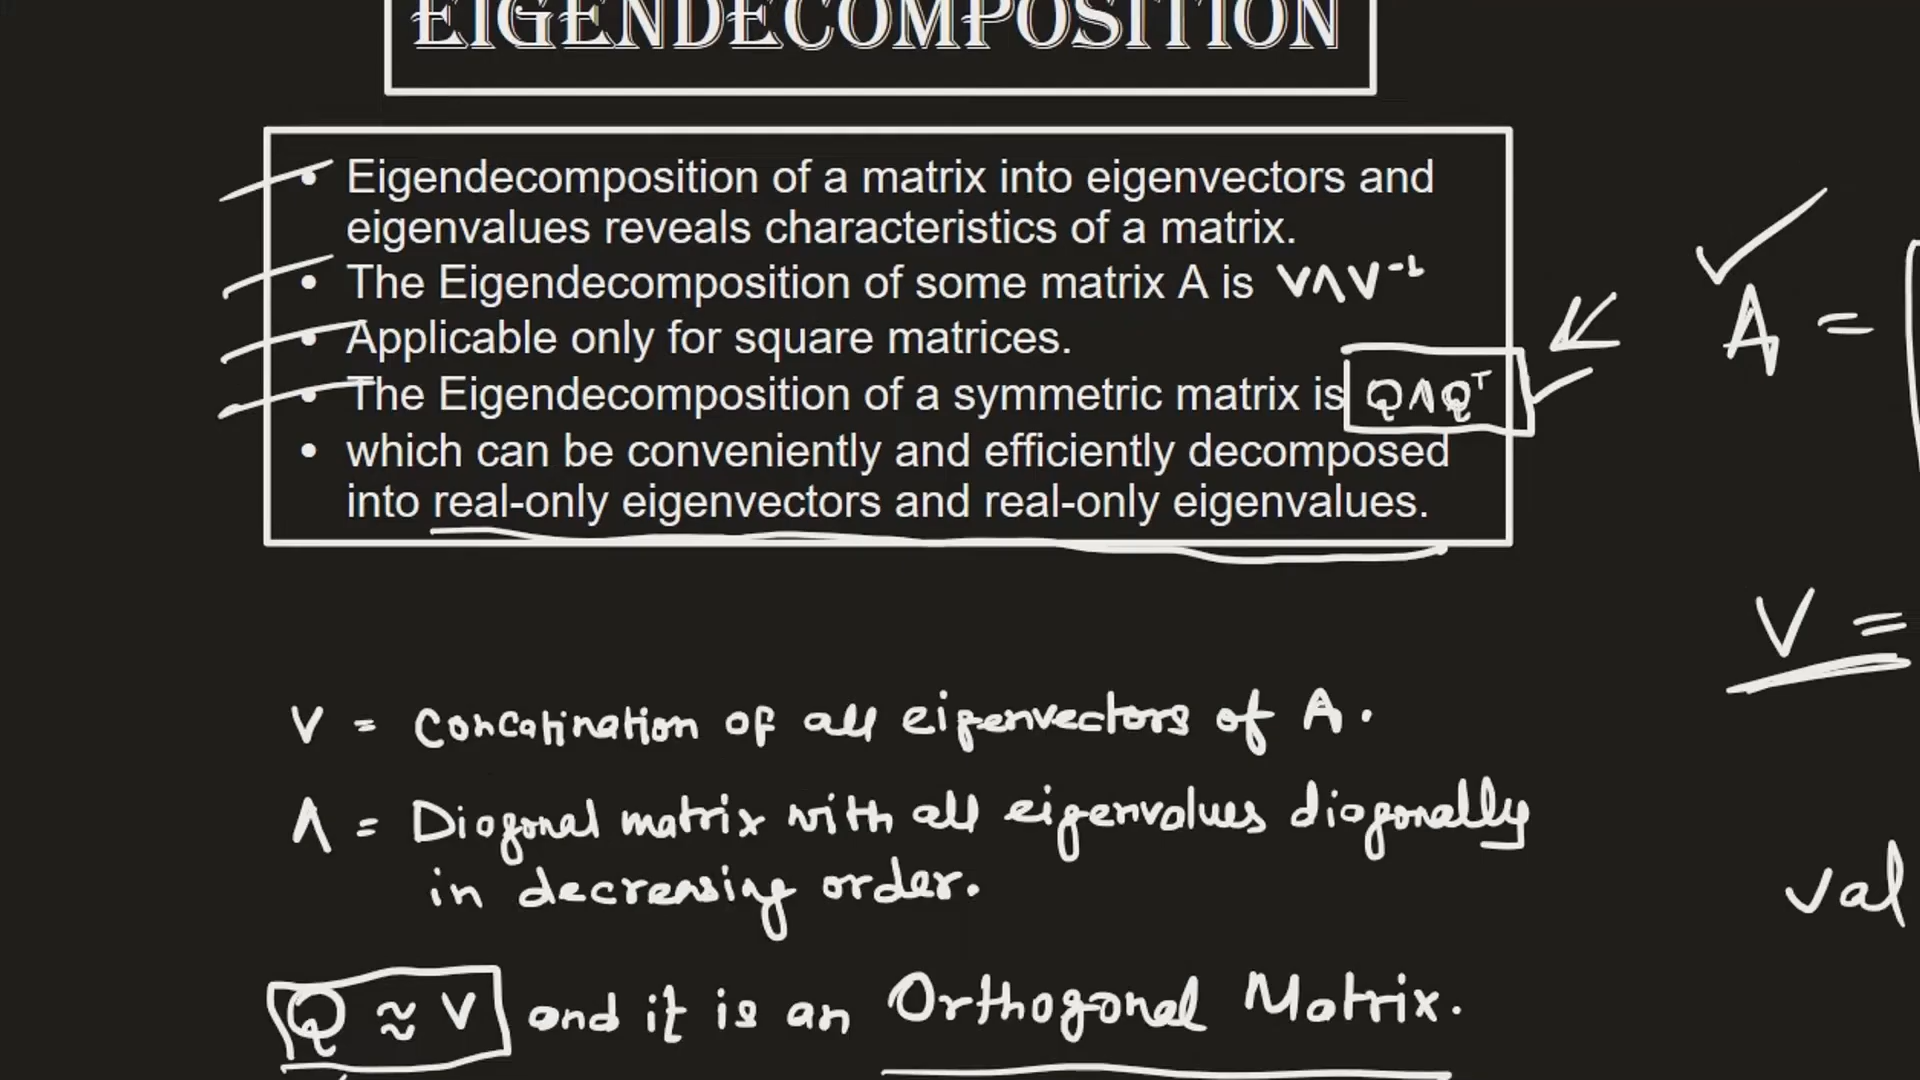 EIGENDECOMPOSITION
• Eigendecomposition of a matrix into eigenvectors and
eigenvalues reveals characteristics of a matrix.
• The Eigendecomposition of some matrix A is VΛV⁻¹
• Applicable only for square matrices.
• The Eigendecomposition of a symmetric matrix is QΛQᵀ
• which can be conveniently and efficiently decomposed
into real-only eigenvectors and real-only eigenvalues.
A =
V =
V = Concatination of all eigenvectors of A.
Λ = Diagonal matrix with all eigenvalues diagonally
in decreasing order.
val
Q ≈ V and it is an Orthogonal Matrix.